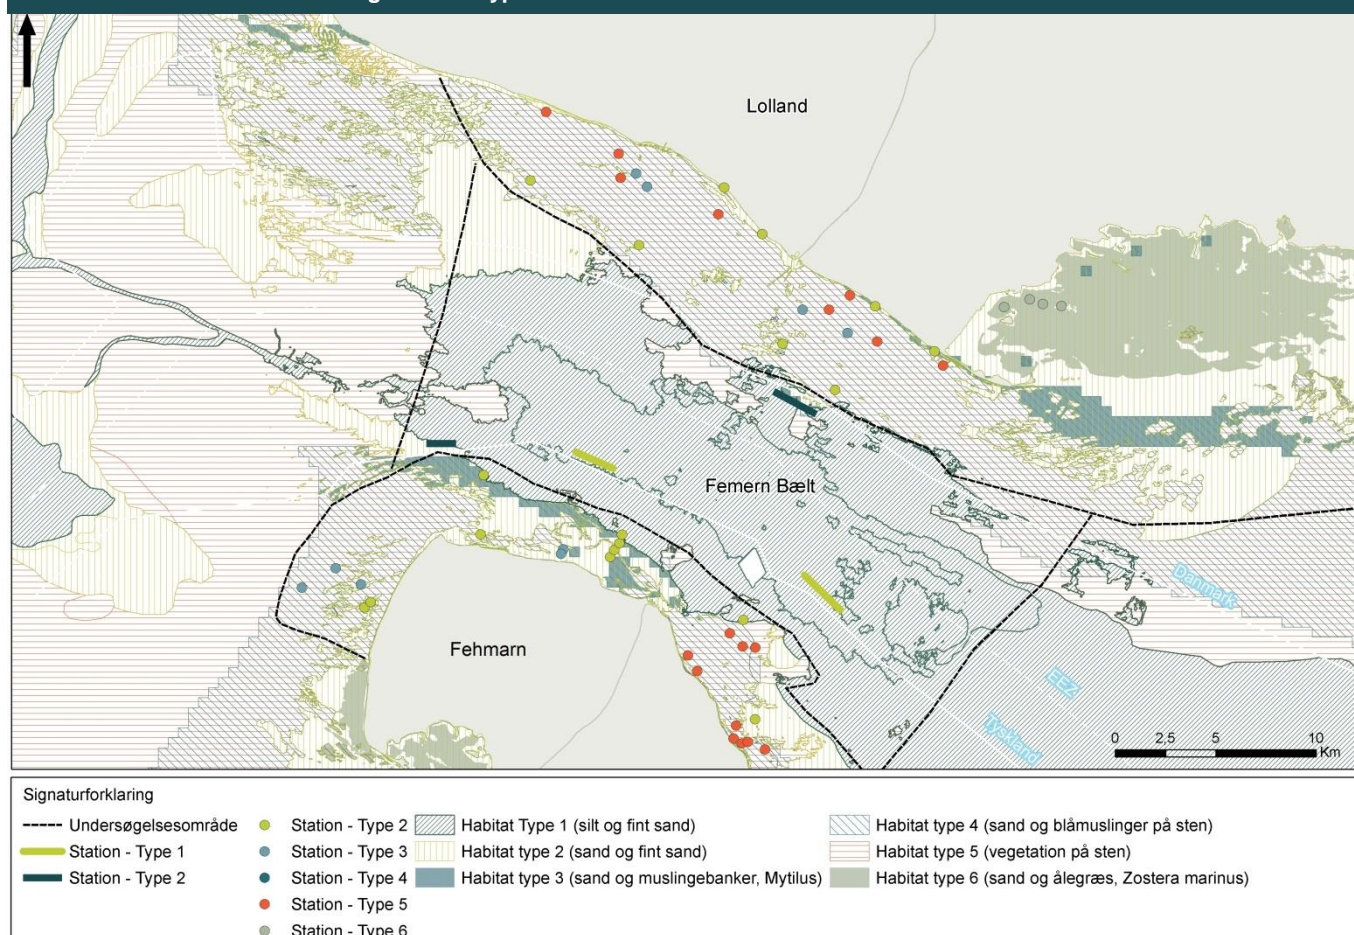 Lolland
Femern Bælt
Fehmarn
Danmark
EEZ
Tyskland
0 2,5 5 10
Km
Signaturforklaring
Undersøgelsesområde
Station - Type 1
Station - Type 2
Station - Type 2
Station - Type 3
Station - Type 4
Station - Type 5
Station - Type 6
Habitat Type 1 (silt og fint sand)
Habitat type 2 (sand og fint sand)
Habitat type 3 (sand og muslingebanker, Mytilus)
Habitat type 4 (sand og blåmuslinger på sten)
Habitat type 5 (vegetation på sten)
Habitat type 6 (sand og ålegræs, Zostera marinus)